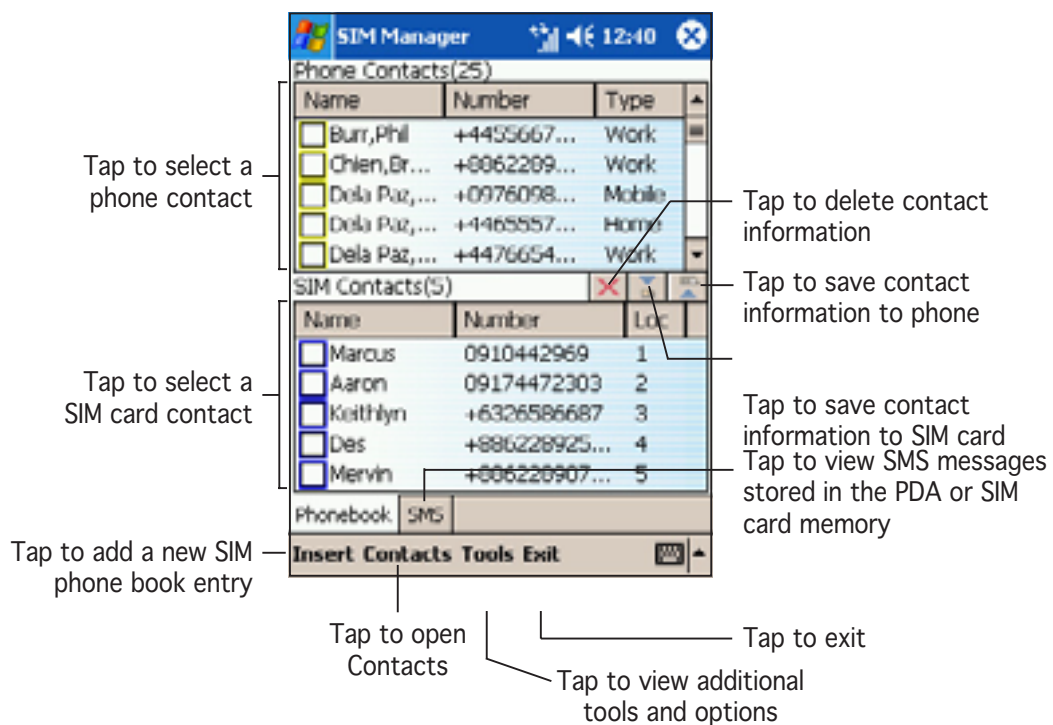 SIM Manager 12:40
Phone Contacts(25)
Name Number Type
Burr,Phil +4455667... Work
Chien,Br... +8862289... Work
Dela Paz,... +0976098... Mobile
Dela Paz,... +4465557... Home
Dela Paz,... +4476654... Work
SIM Contacts(5)
Name Number Loc
Marcus 0910442969 1
Aaron 09174472303 2
Keithlyn +6326586687 3
Des +886228925... 4
Mervin +886228907... 5
Phonebook SMS
Insert Contacts Tools Exit
Tap to select a
phone contact
Tap to select a
SIM card contact
Tap to add a new SIM
phone book entry
Tap to delete contact
information
Tap to save contact
information to phone
Tap to save contact
information to SIM card
Tap to view SMS messages
stored in the PDA or SIM
card memory
Tap to open
Contacts
Tap to exit
Tap to view additional
tools and options